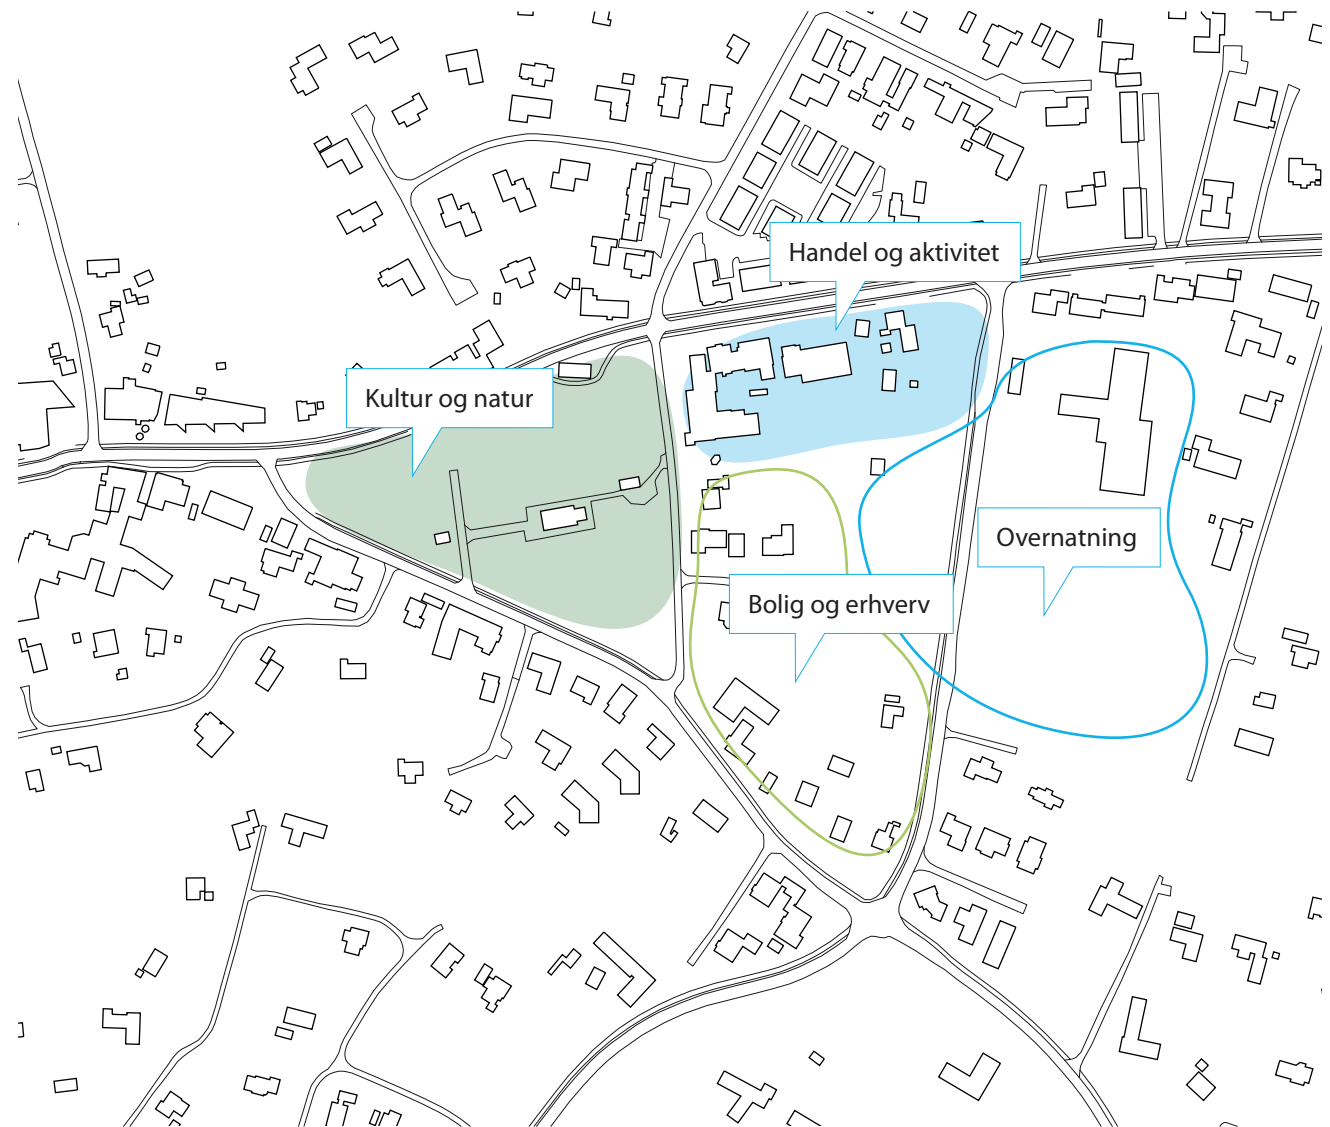 Handel og aktivitet
Kultur og natur
Overnatning
Bolig og erhverv